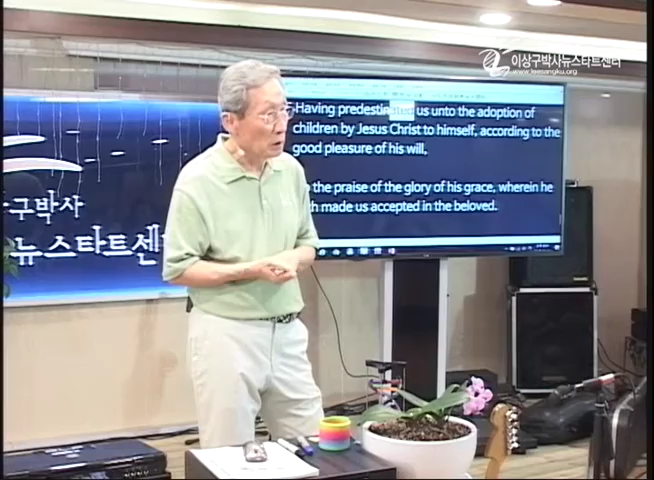 이상구박사뉴스타트센터
www.leesangku.org
Having predestinated us unto the adoption of
children by Jesus Christ to himself, according to the
good pleasure of his will,
the praise of the glory of his grace, wherein he
made us accepted in the beloved.
구박사
뉴스타트센